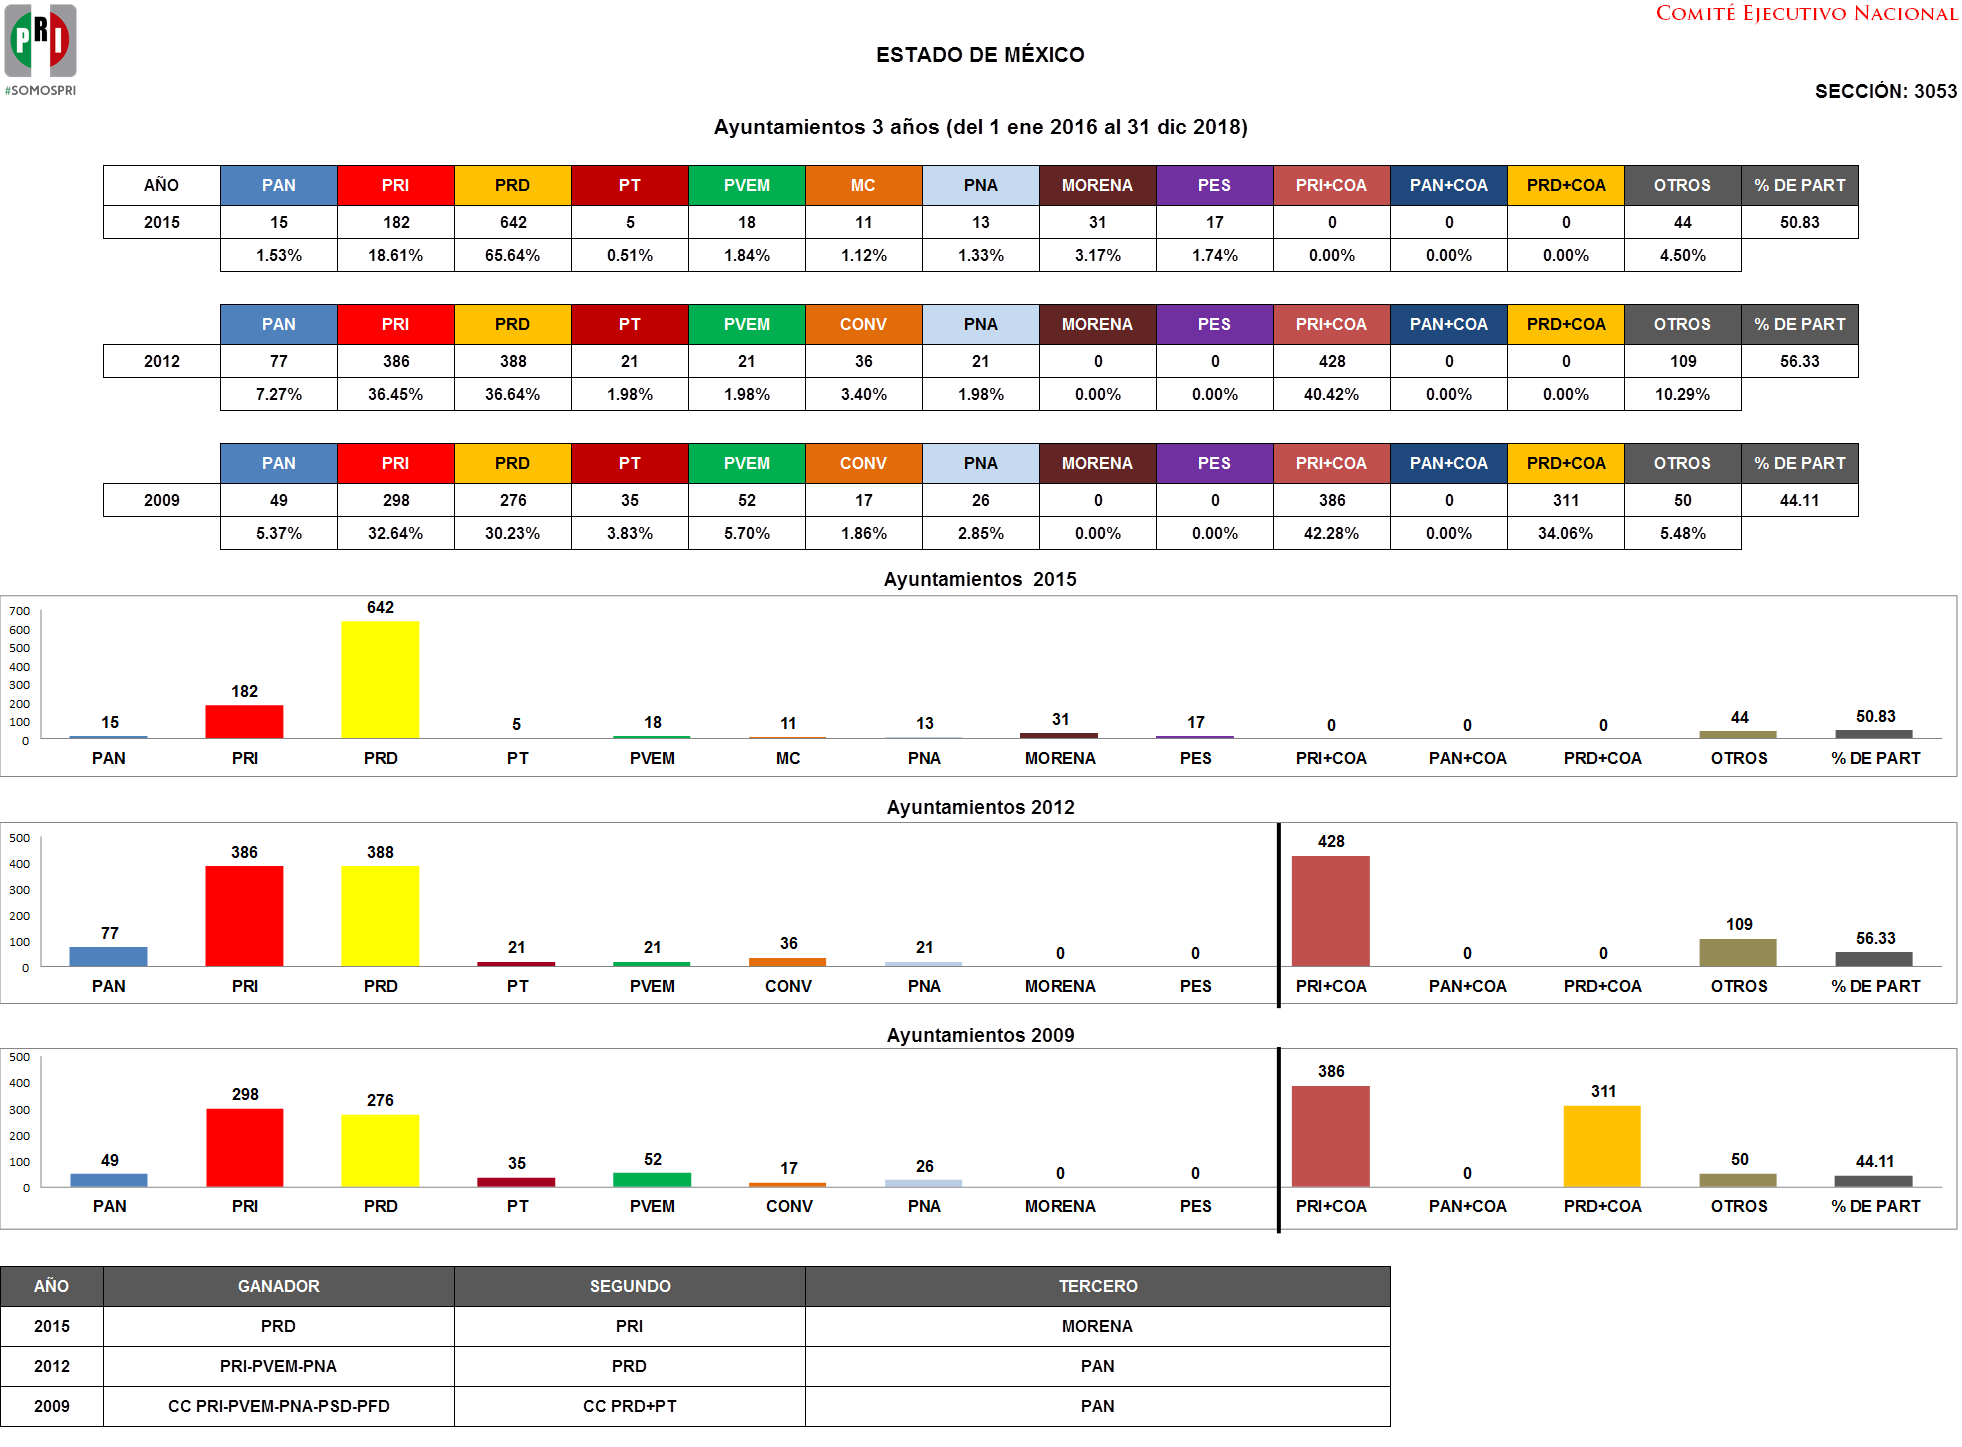 PRI
#SOMOSPRI
COMITÉ EJECUTIVO NACIONAL
ESTADO DE MÉXICO
SECCIÓN: 3053
Ayuntamientos 3 años (del 1 ene 2016 al 31 dic 2018)
AÑO PAN PRI PRD PT PVEM MC PNA MORENA PES PRI+COA PAN+COA PRD+COA OTROS % DE PART
2015 15 182 642 5 18 11 13 31 17 0 0 0 44 50.83
1.53% 18.61% 65.64% 0.51% 1.84% 1.12% 1.33% 3.17% 1.74% 0.00% 0.00% 0.00% 4.50%
PAN PRI PRD PT PVEM CONV PNA MORENA PES PRI+COA PAN+COA PRD+COA OTROS % DE PART
2012 77 386 388 21 21 36 21 0 0 428 0 0 109 56.33
7.27% 36.45% 36.64% 1.98% 1.98% 3.40% 1.98% 0.00% 0.00% 40.42% 0.00% 0.00% 10.29%
PAN PRI PRD PT PVEM CONV PNA MORENA PES PRI+COA PAN+COA PRD+COA OTROS % DE PART
2009 49 298 276 35 52 17 26 0 0 386 0 311 50 44.11
5.37% 32.64% 30.23% 3.83% 5.70% 1.86% 2.85% 0.00% 0.00% 42.28% 0.00% 34.06% 5.48%
Ayuntamientos 2015
700
600
500
400
300
200
100
0
15 182 642 5 18 11 13 31 17 0 0 0 44 50.83
PAN PRI PRD PT PVEM MC PNA MORENA PES PRI+COA PAN+COA PRD+COA OTROS % DE PART
Ayuntamientos 2012
500
400
300
200
100
0
77 386 388 21 21 36 21 0 0 428 0 0 109 56.33
PAN PRI PRD PT PVEM CONV PNA MORENA PES PRI+COA PAN+COA PRD+COA OTROS % DE PART
Ayuntamientos 2009
500
400
300
200
100
0
49 298 276 35 52 17 26 0 0 386 0 311 50 44.11
PAN PRI PRD PT PVEM CONV PNA MORENA PES PRI+COA PAN+COA PRD+COA OTROS % DE PART
AÑO GANADOR SEGUNDO TERCERO
2015 PRD PRI MORENA
2012 PRI-PVEM-PNA PRD PAN
2009 CC PRI-PVEM-PNA-PSD-PFD CC PRD+PT PAN